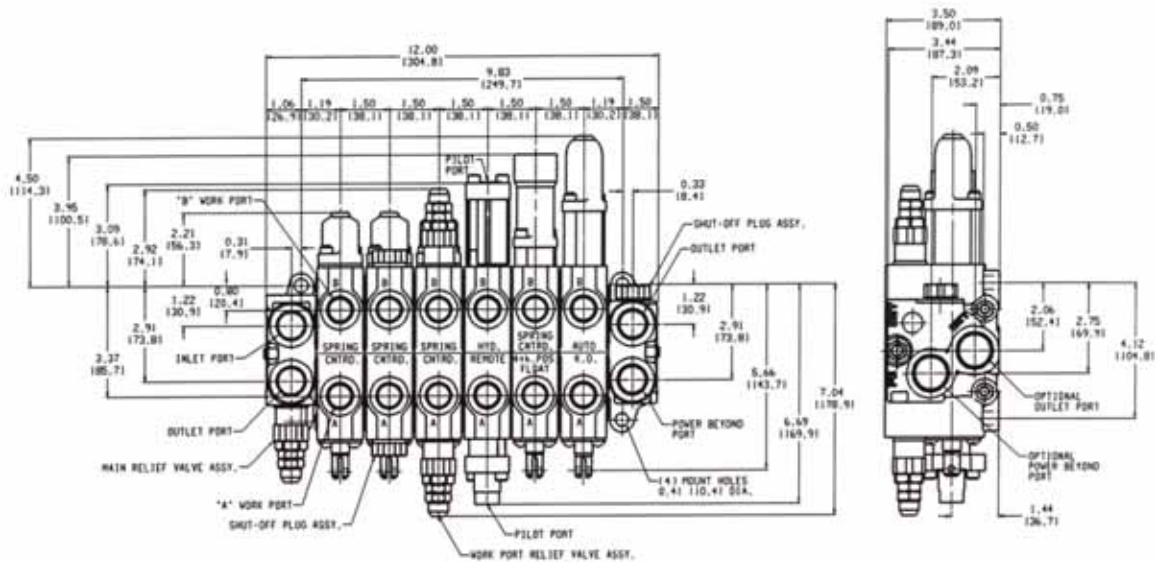 12.00
[304.8]
9.83
[249.7]
1.06
[26.9]
1.19
[30.2]
1.50
[38.1]
1.50
[38.1]
1.50
[38.1]
1.50
[38.1]
1.50
[38.1]
1.19
[30.2]
1.50
[38.1]
4.50
[114.3]
3.95
[100.5]
3.09
[78.6]
2.92
[74.1]
2.21
[56.3]
0.31
[7.9]
PILOT
PORT
"B" WORK PORT
0.33
[8.4]
SHUT-OFF PLUG ASSY.
OUTLET PORT
0.80
[20.4]
1.22
[30.9]
2.91
[73.8]
3.37
[85.7]
INLET PORT
OUTLET PORT
MAIN RELIEF VALVE ASSY.
"A" WORK PORT
SHUT-OFF PLUG ASSY.
B
B
B
B
B
B
SPRING
CNTRD.
SPRING
CNTRD.
SPRING
CNTRD.
HYD.
REMOTE
SPRING
CNTRD.
W/4 POS.
FLOAT
AUTO
K.O.
A
A
A
A
A
A
1.22
[30.9]
2.91
[73.8]
5.66
[143.7]
6.69
[169.9]
7.04
[178.9]
POWER BEYOND
PORT
(4) MOUNT HOLES
0.41 [10.4] DIA.
PILOT PORT
WORK PORT RELIEF VALVE ASSY.
3.50
[89.0]
3.44
[87.3]
2.09
[53.2]
0.75
[19.0]
0.50
[12.7]
2.06
[52.4]
2.75
[69.9]
4.12
[104.8]
OPTIONAL
OUTLET PORT
OPTIONAL
POWER BEYOND
PORT
1.44
[36.7]